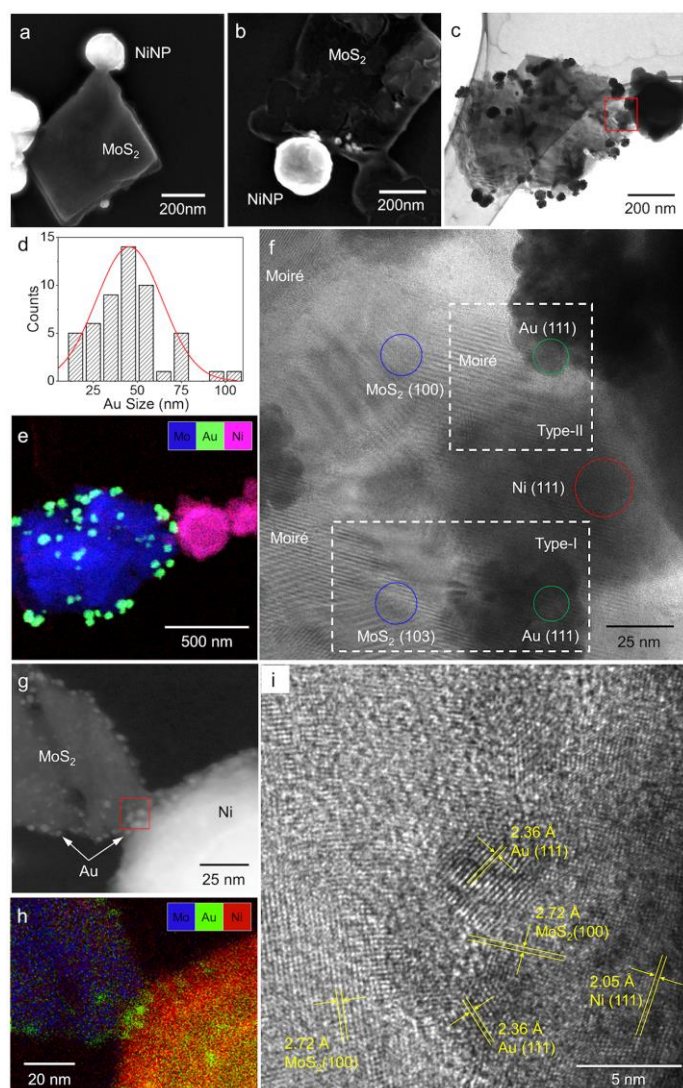 a
NiNP
MoS2
200nm
b
MoS2
NiNP
200nm
c
200 nm
d
15
10
5
0
Counts
25
50
75
100
Au Size (nm)
e
Mo
Au
Ni
500 nm
f
Moiré
Au (111)
Moiré
MoS2 (100)
Type-II
Ni (111)
Moiré
Type-I
MoS2 (103)
Au (111)
25 nm
g
MoS2
Ni
Au
25 nm
h
Mo
Au
Ni
20 nm
i
2.36 Å
Au (111)
2.72 Å
MoS2(100)
2.05 Å
Ni (111)
2.72 Å
MoS2(100)
2.36 Å
Au (111)
5 nm